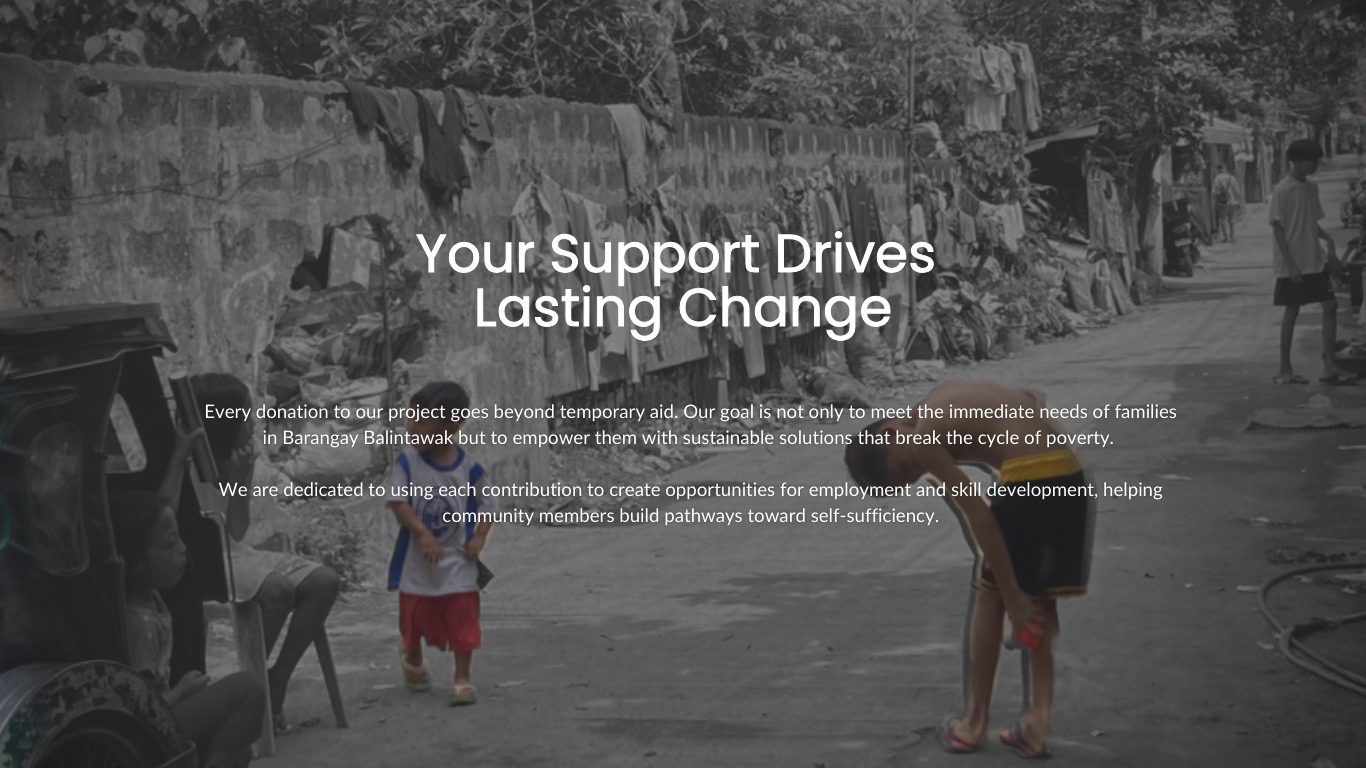 Your Support Drives
Lasting Change
Every donation to our project goes beyond temporary aid. Our goal is not only to meet the immediate needs of families
in Barangay Balintawak but to empower them with sustainable solutions that break the cycle of poverty.
We are dedicated to using each contribution to create opportunities for employment and skill development, helping
community members build pathways toward self-sufficiency.